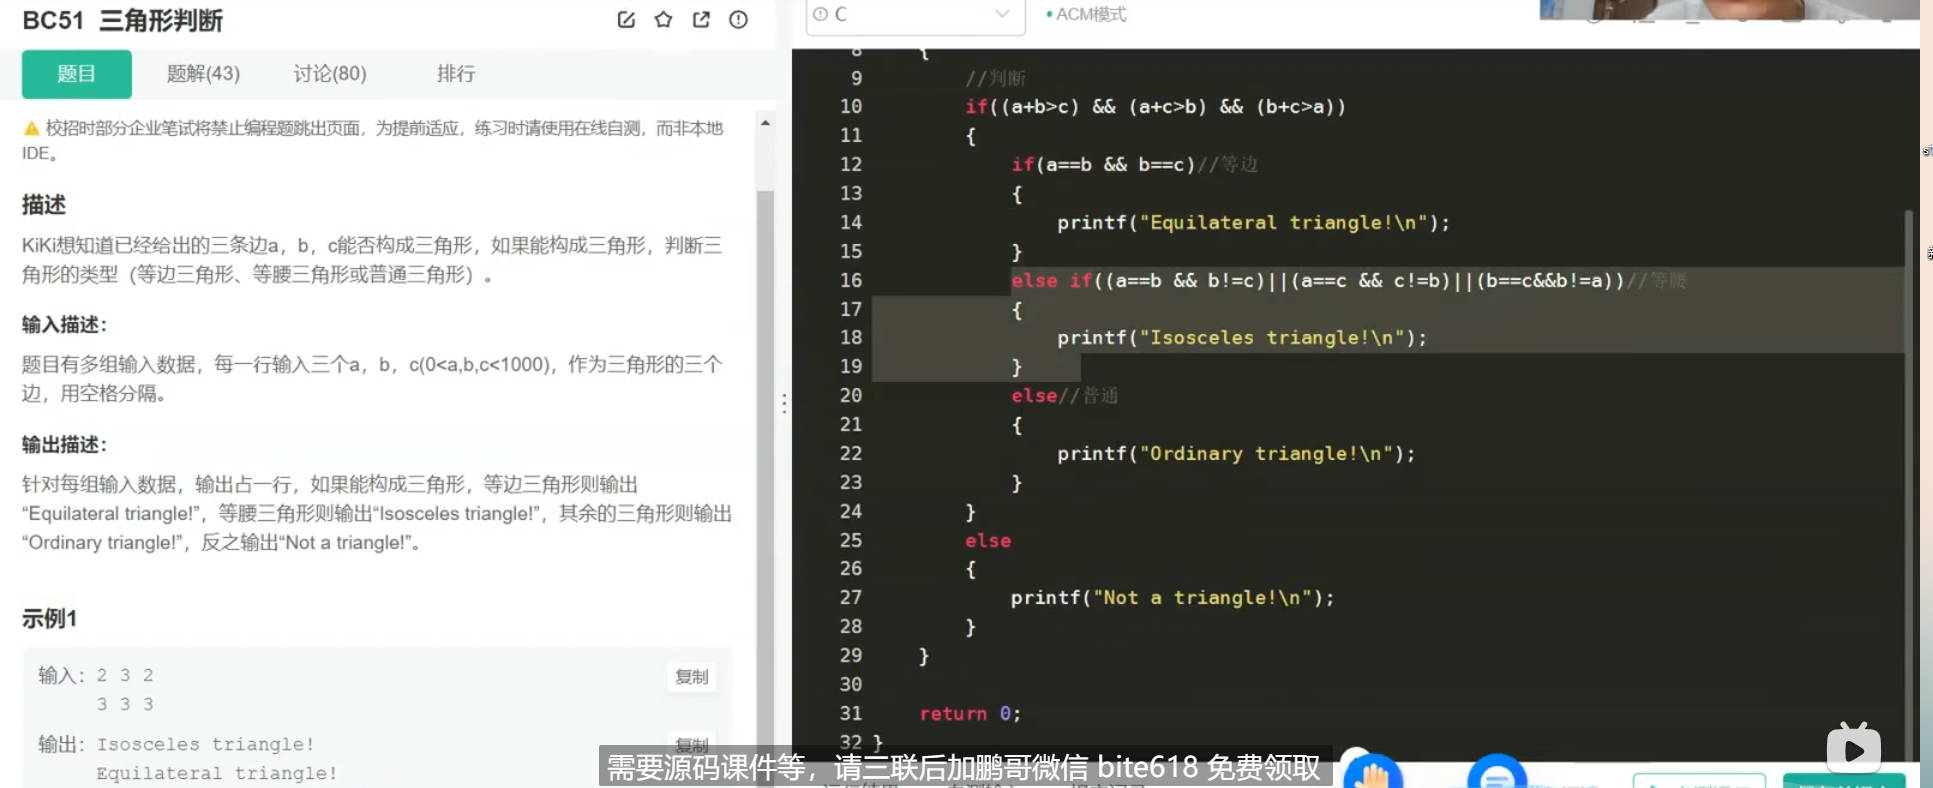 BC51 三角形判断
题目 题解(43) 讨论(80) 排行
校招时部分企业笔试将禁止编程题跳出页面，为提前适应，练习时请使用在线自测，而非本地
IDE。
描述
KiKi想知道已经给出的三条边a，b，c能否构成三角形，如果能构成三角形，判断三
角形的类型（等边三角形、等腰三角形或普通三角形）。
输入描述：
题目有多组输入数据，每一行输入三个a，b，c(0<a,b,c<1000)，作为三角形的三个
边，用空格分隔。
输出描述：
针对每组输入数据，输出占一行，如果能构成三角形，等边三角形则输出
“Equilateral triangle!”，等腰三角形则输出“Isosceles triangle!”，其余的三角形则输出
“Ordinary triangle!”，反之输出“Not a triangle!”。
示例1
输入：2 3 2
3 3 3
复制
输出：Isosceles triangle!
Equilateral triangle!
复制
C
ACM模式
8 {
9 //判断
10 if((a+b>c) && (a+c>b) && (b+c>a))
11 {
12 if(a==b && b==c)//等边
13 {
14 printf("Equilateral triangle!\n");
15 }
16 else if((a==b && b!=c)||(a==c && c!=b)||(b==c&&b!=a))//等腰
17 {
18 printf("Isosceles triangle!\n");
19 }
20 else//普通
21 {
22 printf("Ordinary triangle!\n");
23 }
24 }
25 else
26 {
27 printf("Not a triangle!\n");
28 }
29 }
30
31 return 0;
32 }
需要源码课件等，请三联后加鹏哥微信 bite618 免费领取